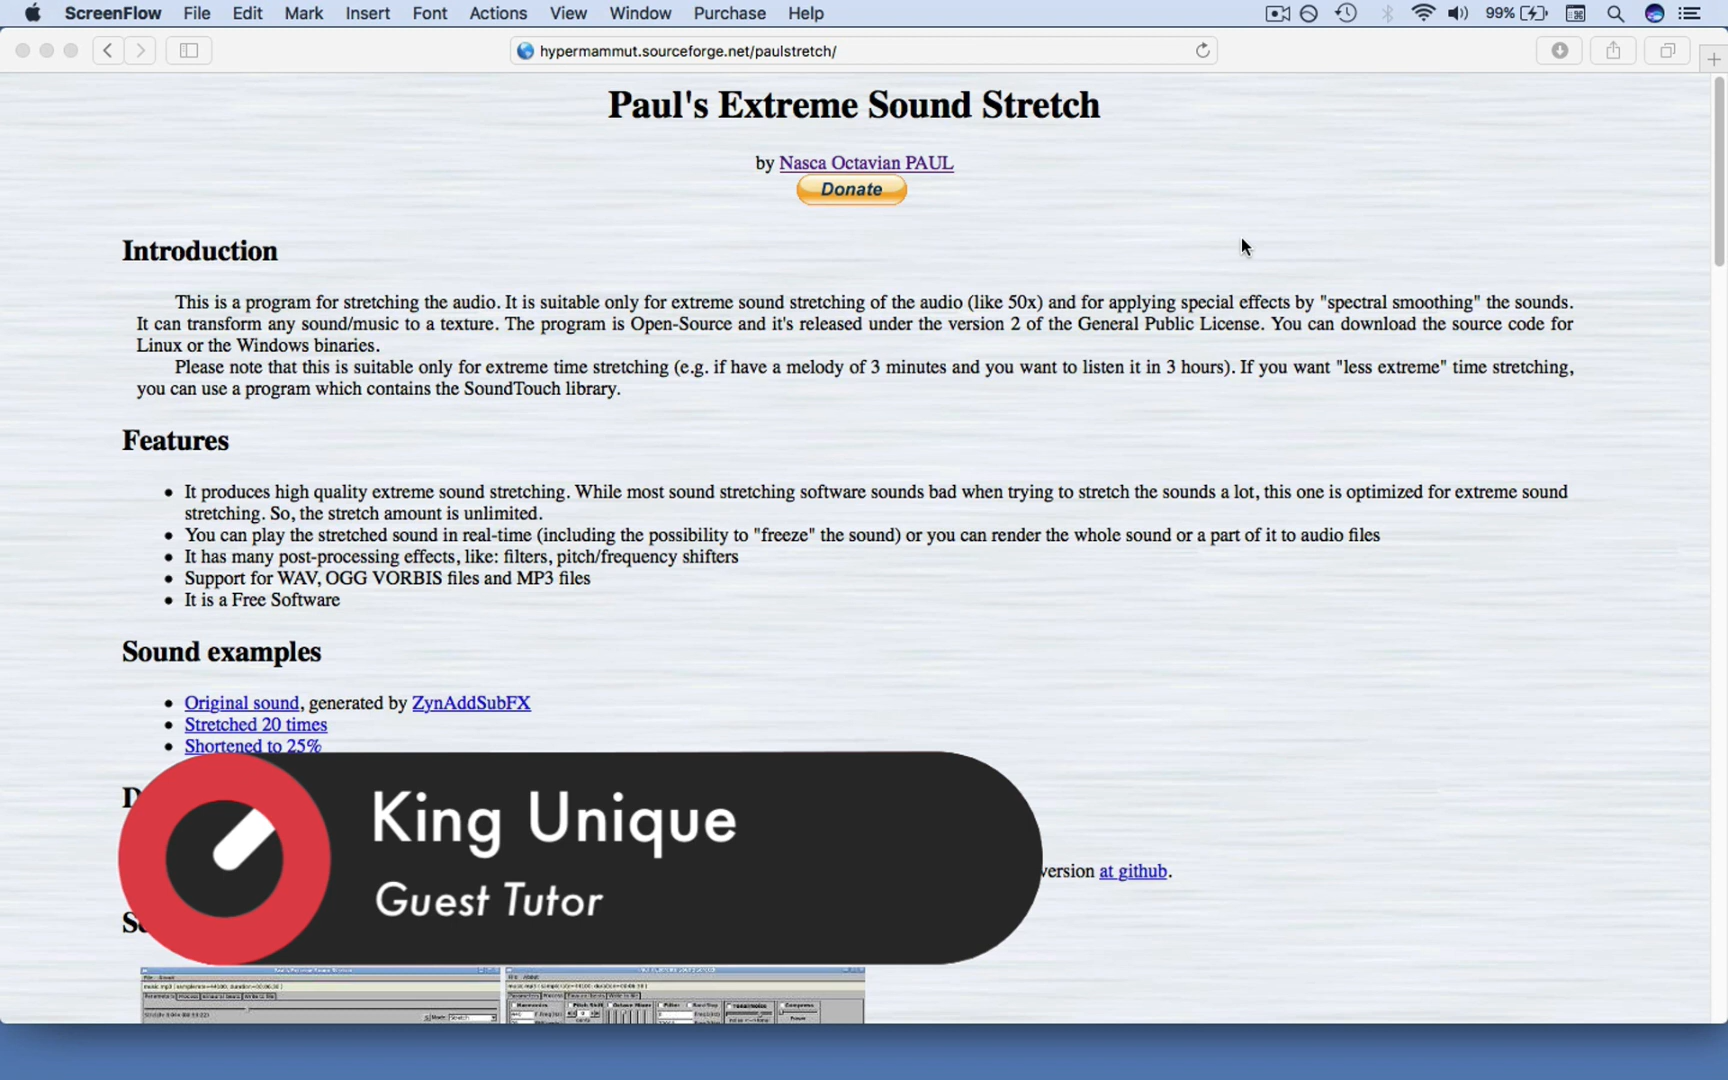 ScreenFlow File Edit Mark Insert Font Actions View Window Purchase Help 99%
hypermammut.sourceforge.net/paulstretch/
Paul's Extreme Sound Stretch
by Nasca Octavian PAUL
Donate
Introduction
This is a program for stretching the audio. It is suitable only for extreme sound stretching of the audio (like 50x) and for applying special effects by "spectral smoothing" the sounds.
It can transform any sound/music to a texture. The program is Open-Source and it's released under the version 2 of the General Public License. You can download the source code for
Linux or the Windows binaries.
Please note that this is suitable only for extreme time stretching (e.g. if have a melody of 3 minutes and you want to listen it in 3 hours). If you want "less extreme" time stretching,
you can use a program which contains the SoundTouch library.
Features
It produces high quality extreme sound stretching. While most sound stretching software sounds bad when trying to stretch the sounds a lot, this one is optimized for extreme sound
stretching. So, the stretch amount is unlimited.
You can play the stretched sound in real-time (including the possibility to "freeze" the sound) or you can render the whole sound or a part of it to audio files
It has many post-processing effects, like: filters, pitch/frequency shifters
Support for WAV, OGG VORBIS files and MP3 files
It is a Free Software
Sound examples
Original sound, generated by ZynAddSubFX
Stretched 20 times
Shortened to 25%
King Unique
Guest Tutor
version at github.